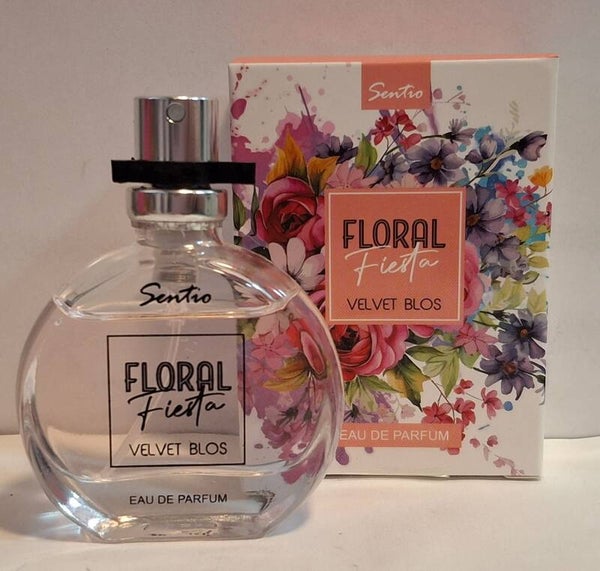 Sentio
FLORAL
Fiesta
VELVET BLOS
EAU DE PARFUM
Sentio
FLORAL
Fiesta
VELVET BLOS
EAU DE PARFUM